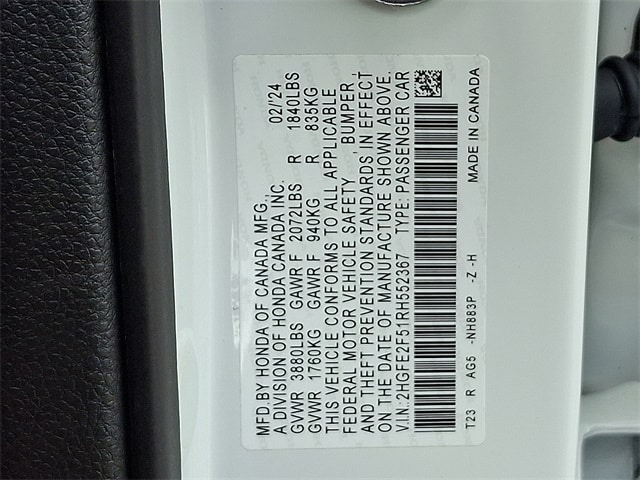 MFD.BY HONDA OF CANADA MFG. 02/'24
A DIVISION OF HONDA CANADA INC.
GVWR 3880LBS GAWR F 2072LBS R 1840LBS
GVWR 1760KG GAWR F 940KG R 835KG
THIS VEHICLE CONFORMS TO ALL APPLICABLE
FEDERAL MOTOR VEHICLE SAFETY , BUMPER ,
AND THEFT PREVENTION STANDARDS IN EFFECT
ON THE DATE OF MANUFACTURE SHOWN ABOVE.
V.I.N.:2HGFE2F51RH552367 TYPE: PASSENGER CAR
T23 R AG5 -NH883P -Z -H MADE IN CANADA